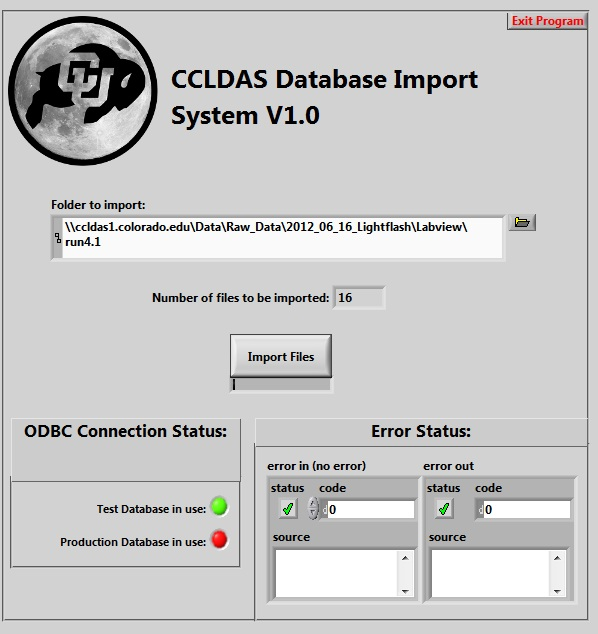 Exit Program
CU
CCLDAS Database Import
System V1.0
Folder to import:
\\ccldas1.colorado.edu\Data\Raw_Data\2012_06_16_Lightflash\Labview\
run4.1
Number of files to be imported: 16
Import Files
ODBC Connection Status:
Test Database in use:
Production Database in use:
Error Status:
error in (no error)
status code
0
source
error out
status code
0
source